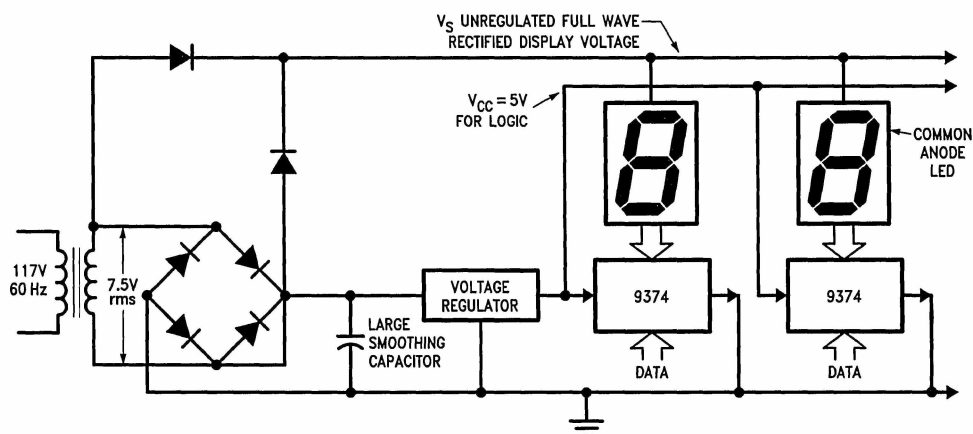 V_S UNREGULATED FULL WAVE
RECTIFIED DISPLAY VOLTAGE
V_CC = 5V
FOR LOGIC
COMMON
ANODE
LED
117V
60 Hz
7.5V
rms
VOLTAGE
REGULATOR
9374
9374
LARGE
SMOOTHING
CAPACITOR
DATA
DATA